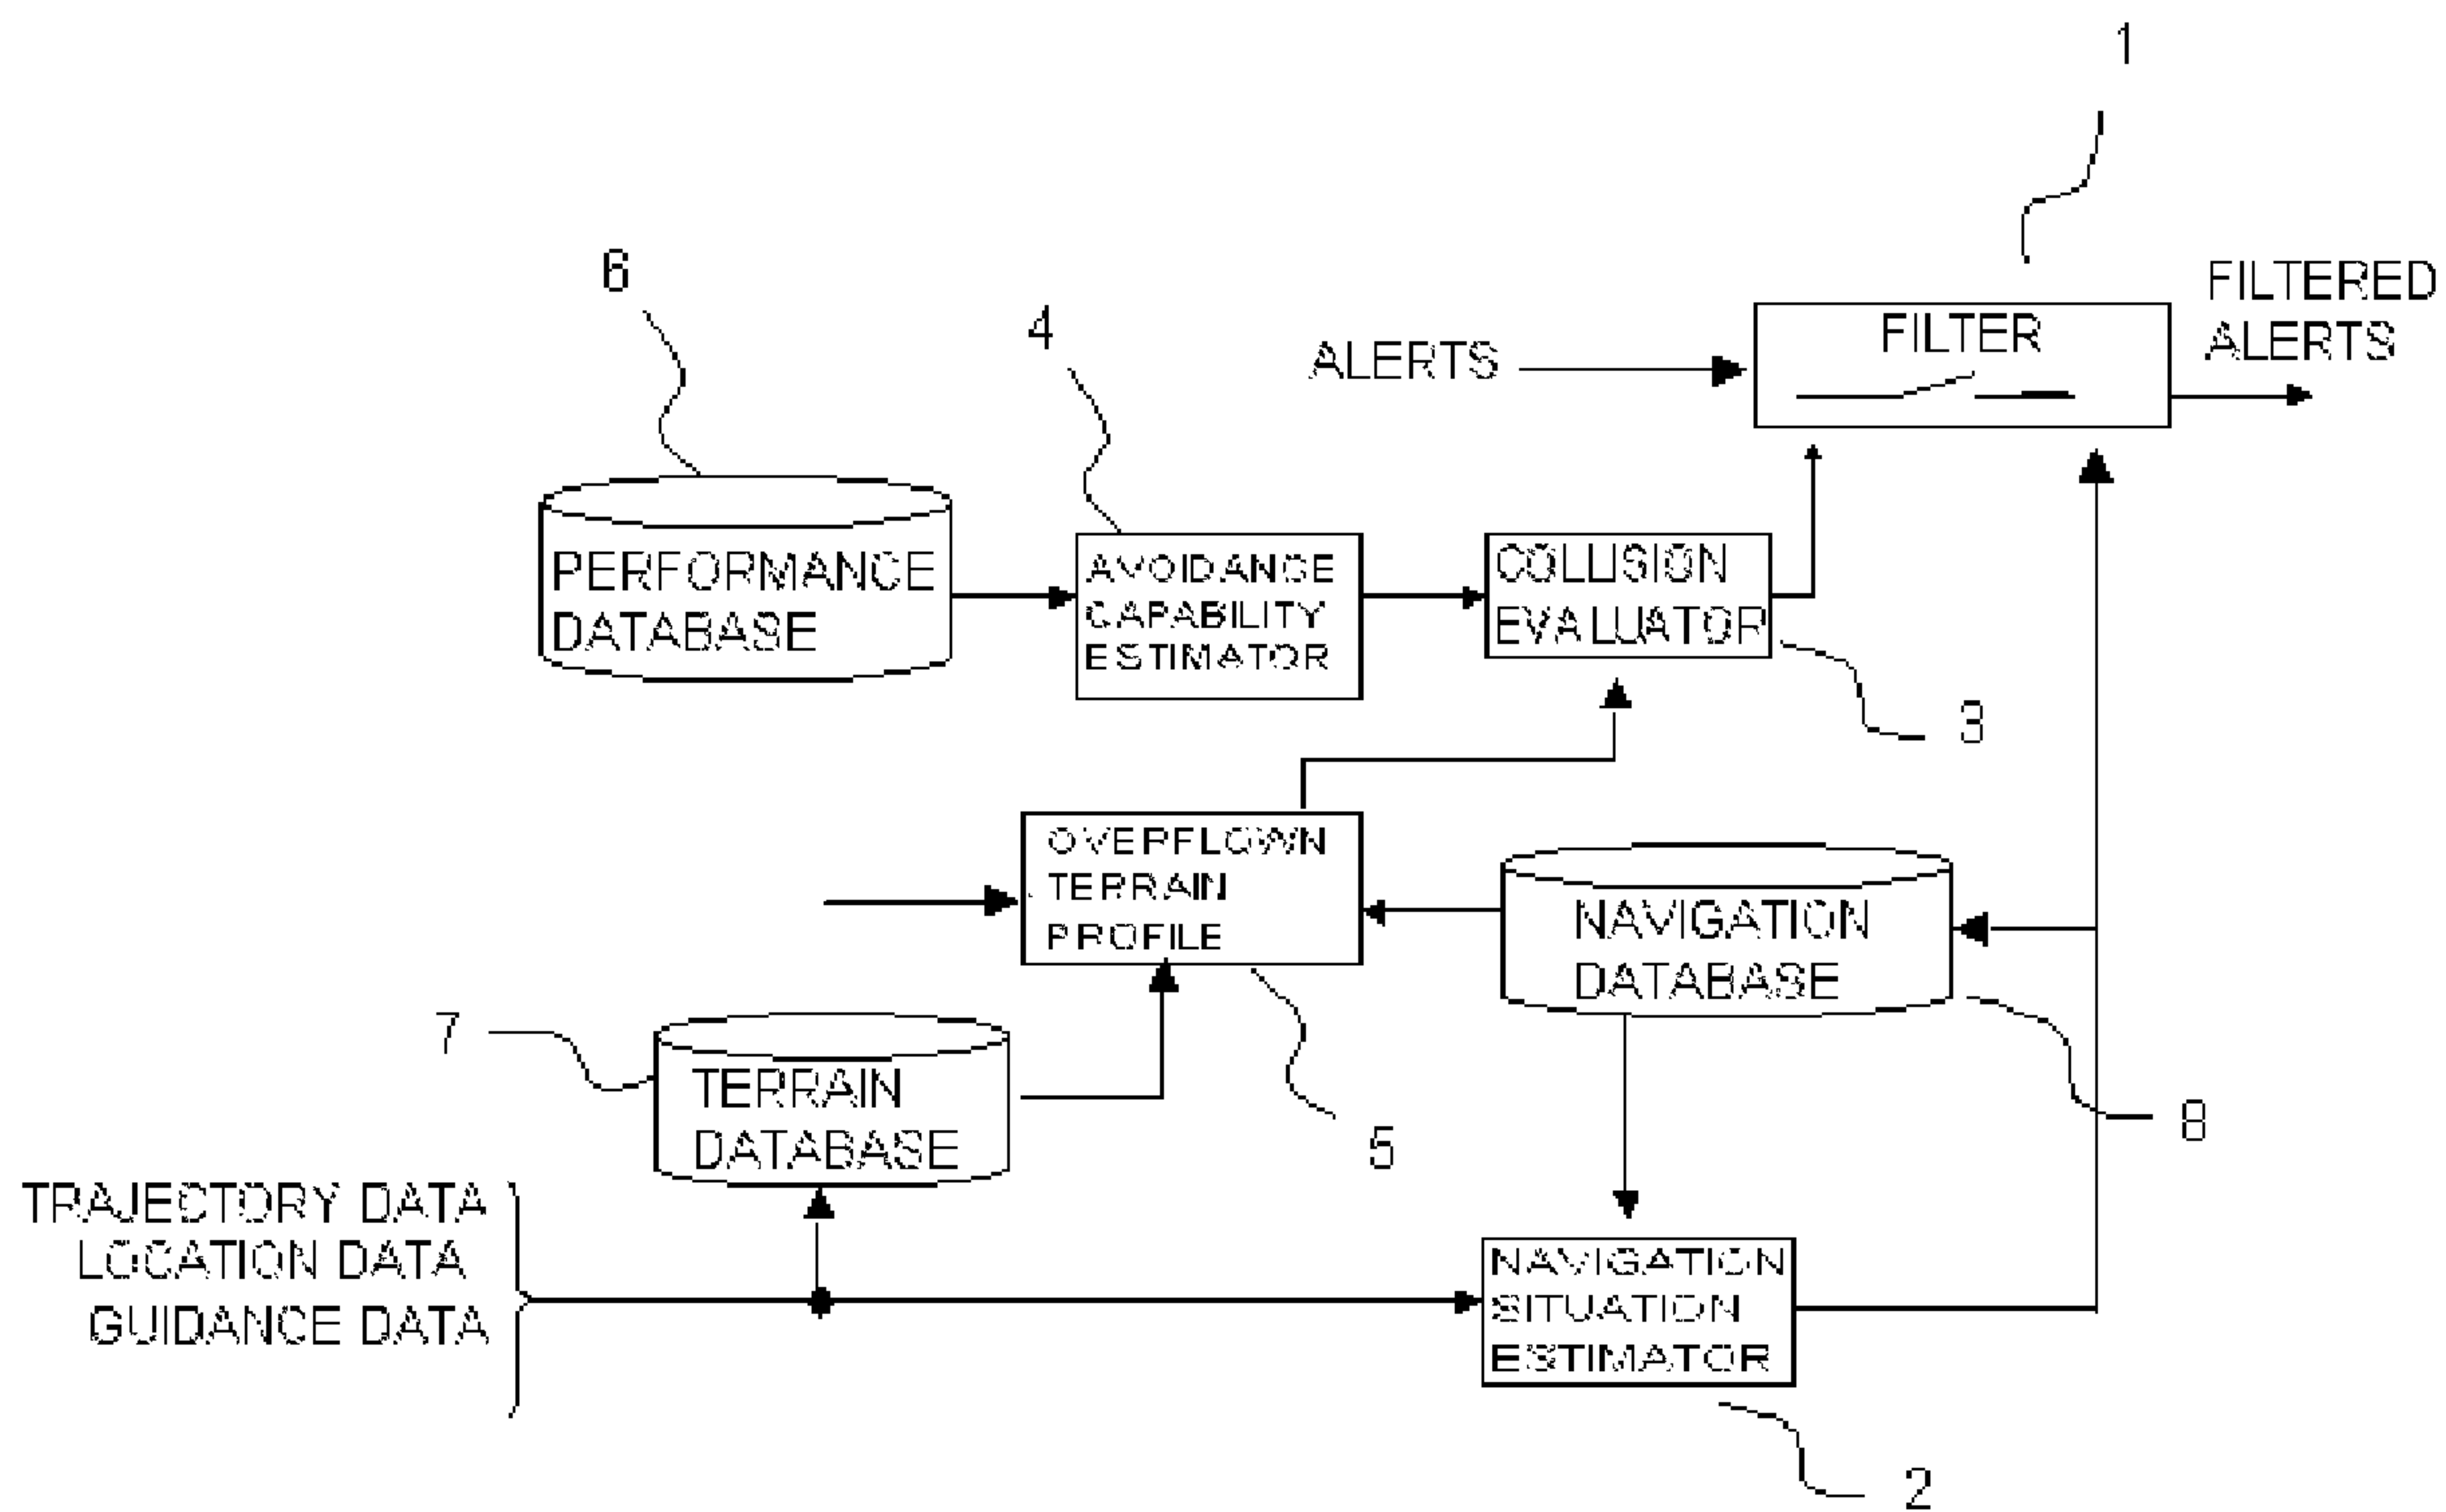 1
6
4
FILTERED
ALERTS
FILTER
ALERTS
PERFORMANCE
DATABASE
AVOIDANCE
CAPABILITY
ESTIMATOR
COLLISION
EVALUATOR
3
OVERFLOWN
TERRAIN
PROFILE
NAVIGATION
DATABASE
7
TERRAIN
DATABASE
5
8
TRAJECTORY DATA
LOCATION DATA
GUIDANCE DATA
NAVIGATION
SITUATION
ESTIMATOR
2